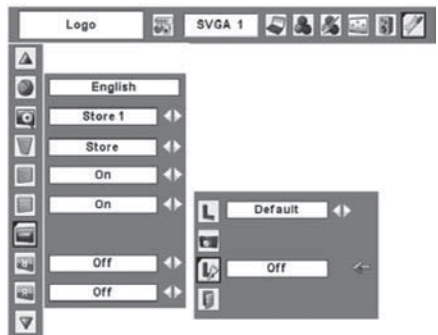 Logo
SVGA 1
English
Store 1
Store
On
On
Default
Off
Off
Off